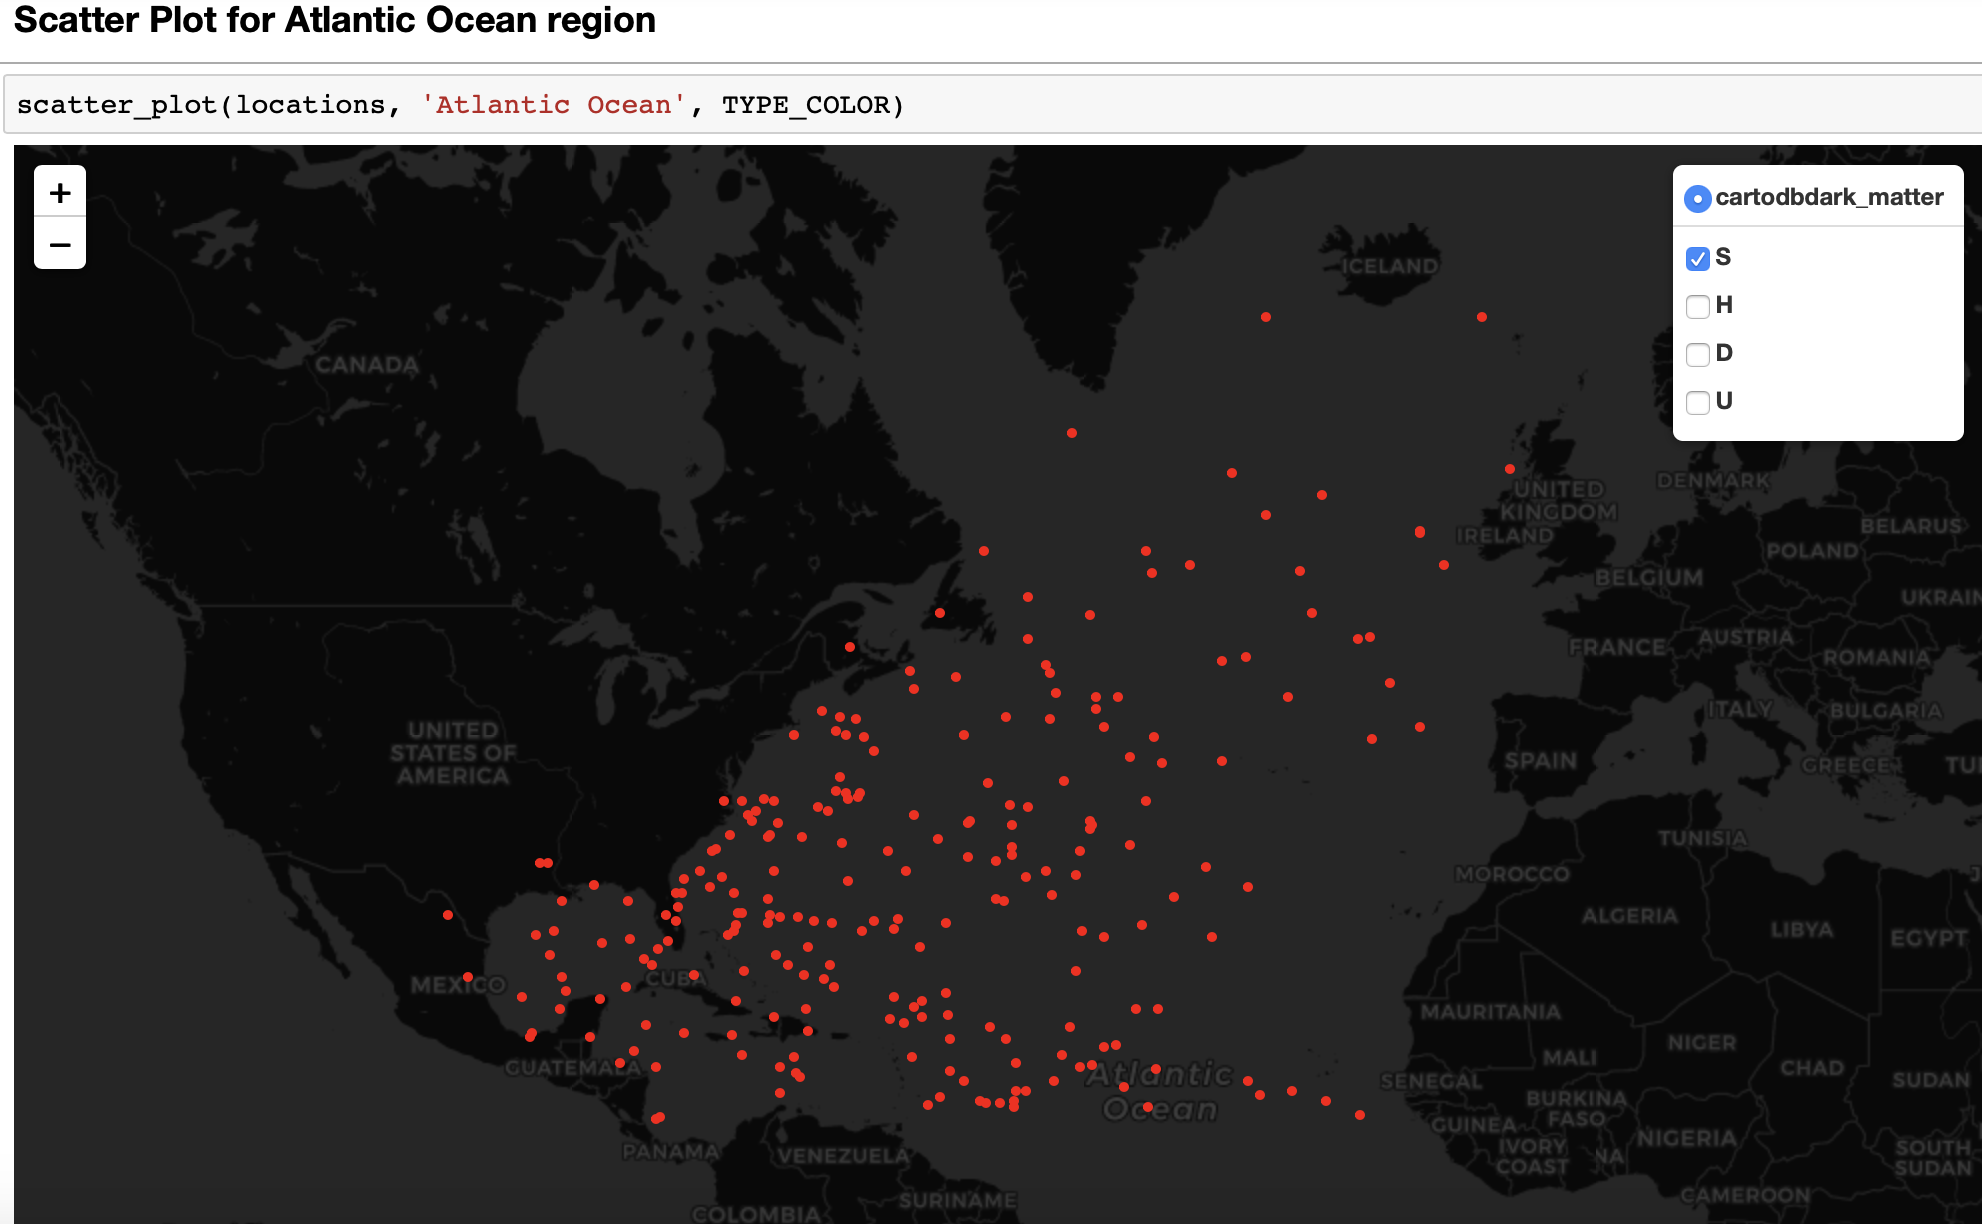 Scatter Plot for Atlantic Ocean region
scatter_plot(locations, 'Atlantic Ocean', TYPE_COLOR)
+
−
cartodbdark_matter
S
H
D
U
ICELAND
CANADA
DENMARK
UNITED
KINGDOM
IRELAND
BELARUS
POLAND
BELGIUM
UKRAIN
FRANCE
AUSTRIA
ROMANIA
ITALY
BULGARIA
UNITED
STATES OF
AMERICA
SPAIN
GREECE
TU
TUNISIA
MOROCCO
ALGERIA
LIBYA
EGYPT
MEXICO
CUBA
MAURITANIA
NIGER
MALI
CHAD
GUATEMALA
Atlantic
Ocean
SENEGAL
SUDAN
BURKINA
FASO
GUINEA
NIGERIA
IVORY
COAST
NA
SOUTH
SUDAN
PANAMA
VENEZUELA
CAMEROON
SURINAME
COLOMBIA